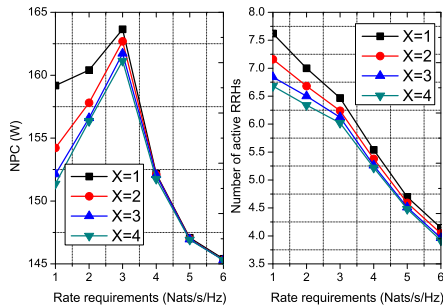 NPC (W)
165
160
155
150
145
1 2 3 4 5 6
Rate requirements (Nats/s/Hz)
X=1
X=2
X=3
X=4
Number of active RRHs
8.0
7.5
7.0
6.5
6.0
5.5
5.0
4.5
4.0
3.5
1 2 3 4 5 6
Rate requirements (Nats/s/Hz)
X=1
X=2
X=3
X=4